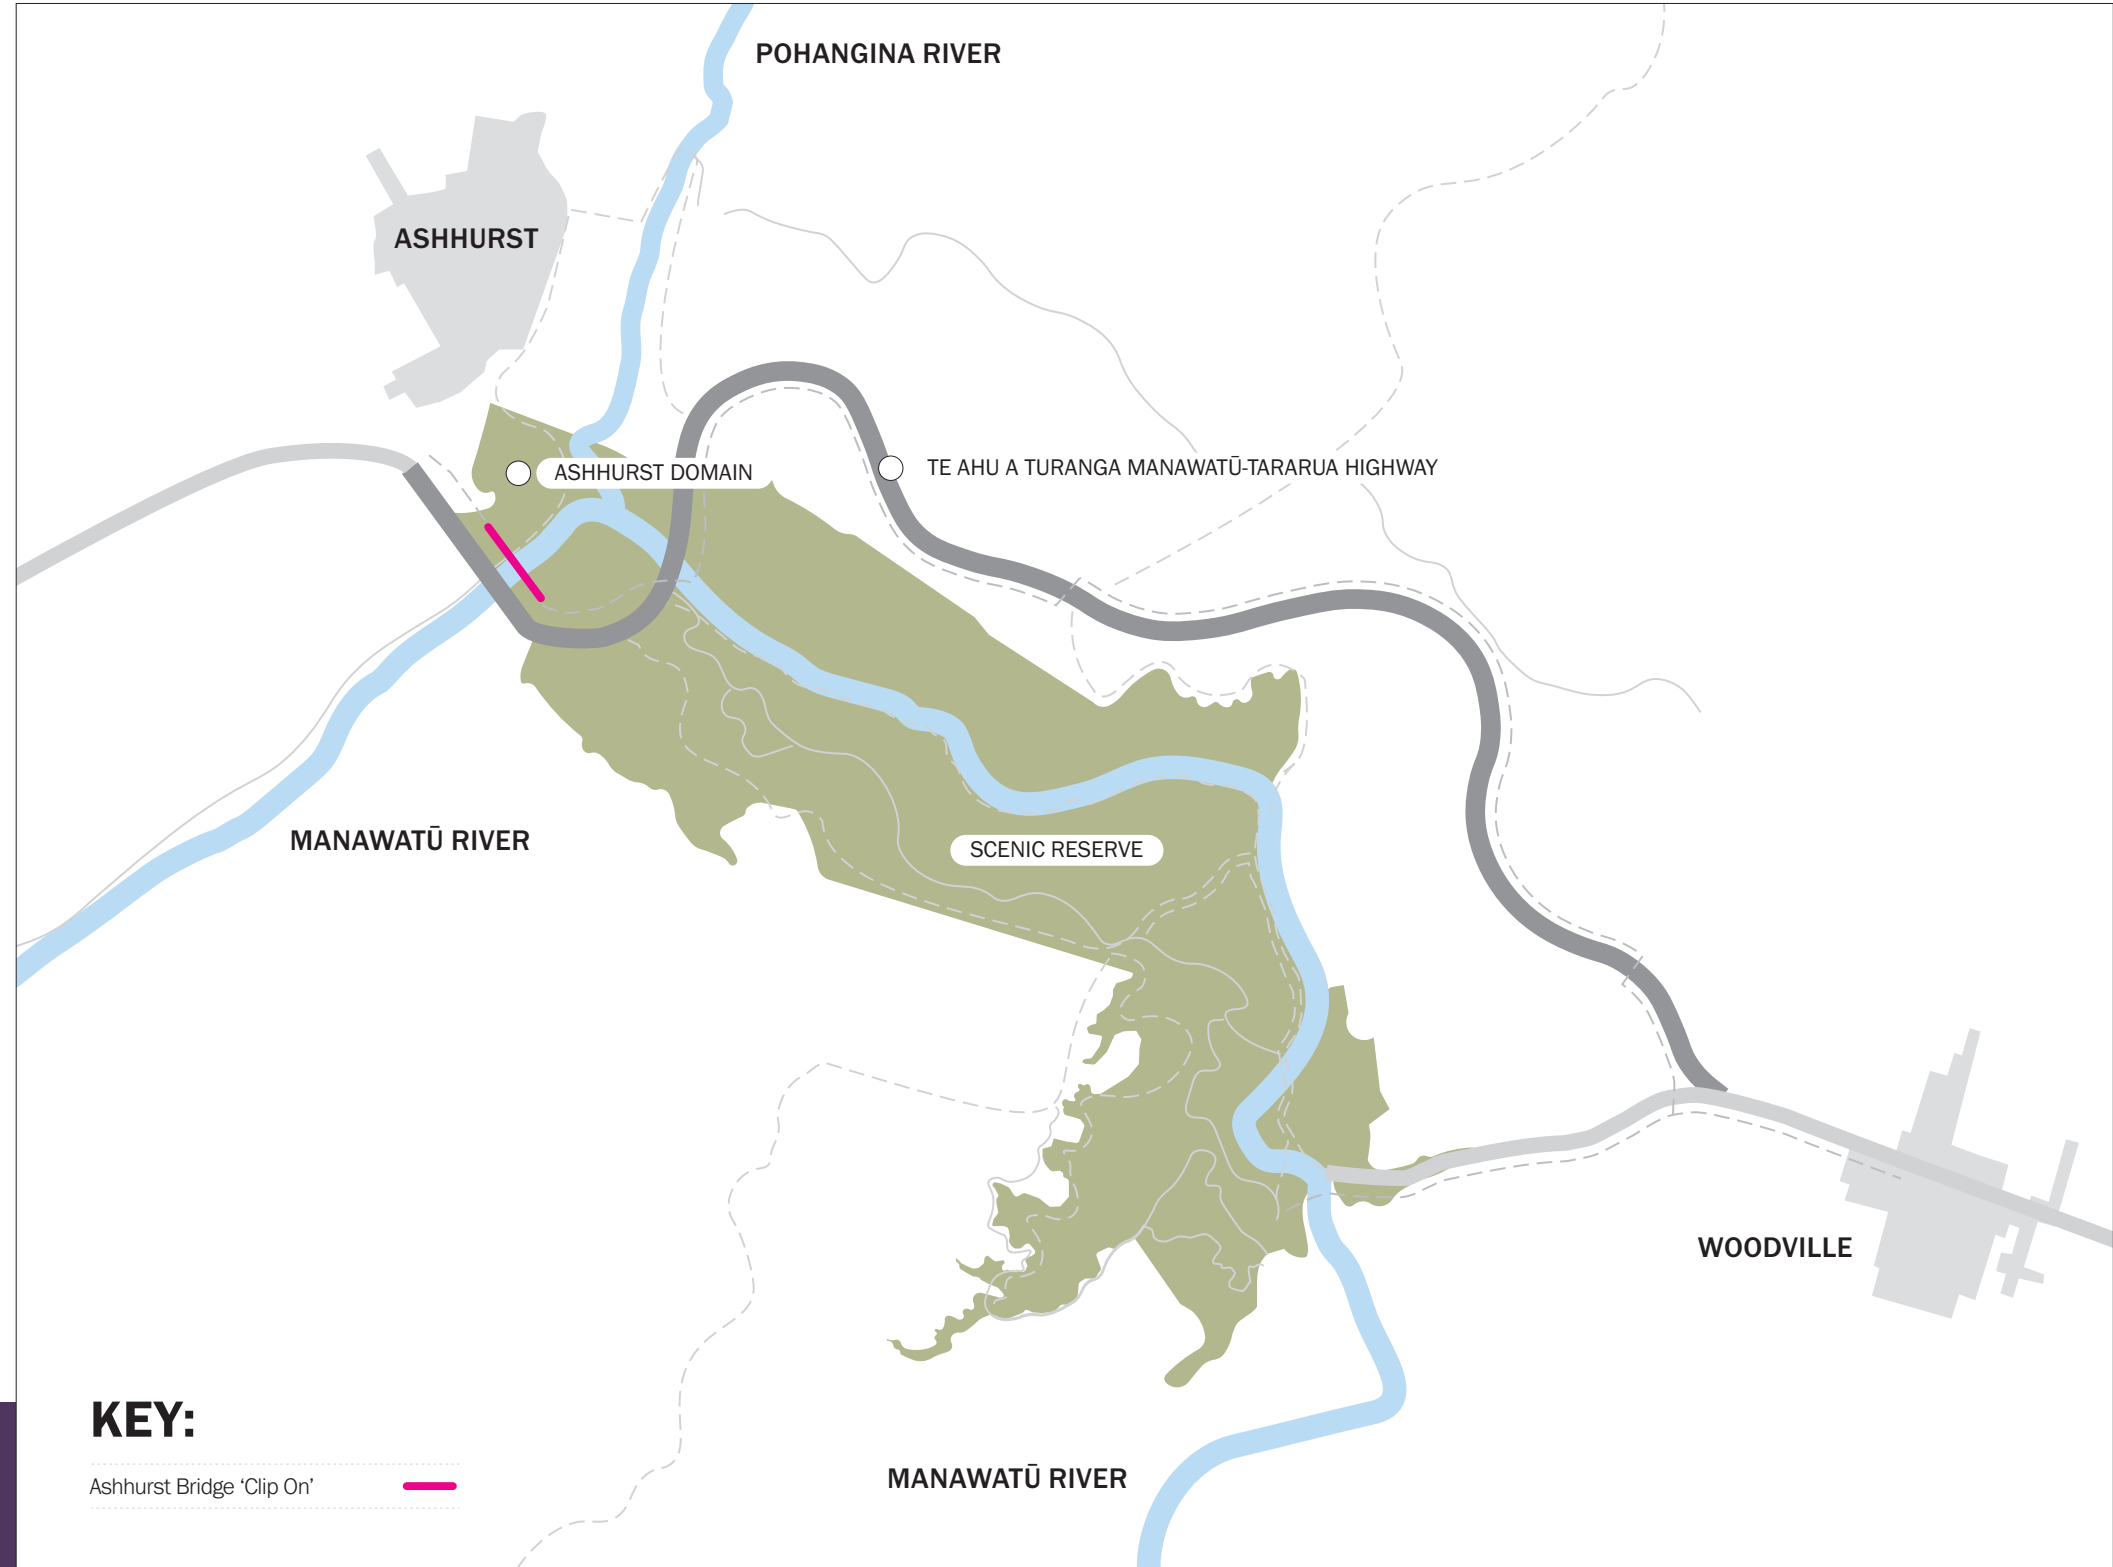 POHANGINA RIVER
ASHHURST
ASHHURST DOMAIN
TE AHU A TURANGA MANAWATŪ-TARARUA HIGHWAY
MANAWATŪ RIVER
SCENIC RESERVE
WOODVILLE
KEY:
Ashhurst Bridge ‘Clip On’
MANAWATŪ RIVER